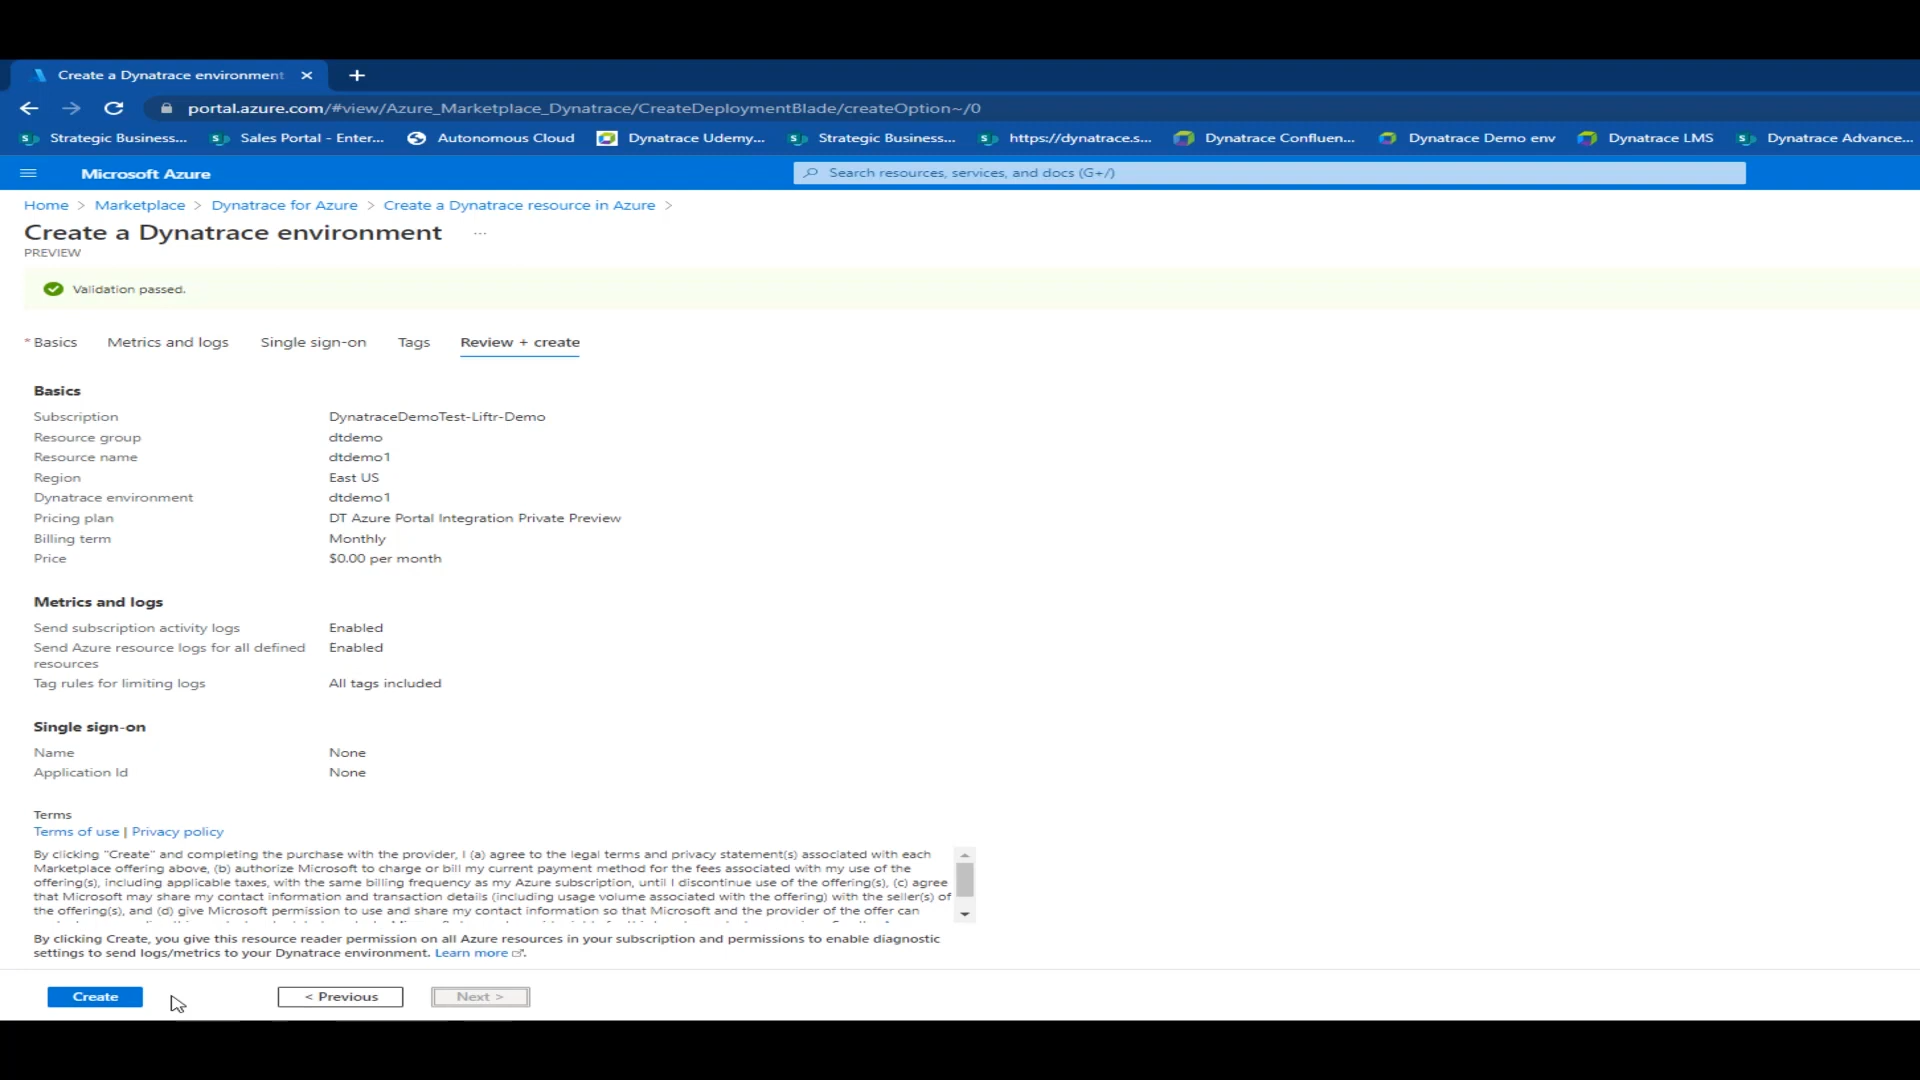 Create a Dynatrace environment
portal.azure.com/#view/Azure_Marketplace_Dynatrace/CreateDeploymentBlade/createOption~/0
Strategic Business... Sales Portal - Enter... Autonomous Cloud Dynatrace Udemy,... Strategic Business... https://dynatrace.s... Dynatrace Confluen... Dynatrace Demo env Dynatrace LMS Dynatrace Advance...
Microsoft Azure
Search resources, services, and docs (G+/)
Home > Marketplace > Dynatrace for Azure > Create a Dynatrace resource in Azure >
Create a Dynatrace environment ...
PREVIEW
Validation passed.
* Basics Metrics and logs Single sign-on Tags Review + create
Basics
Subscription DynatraceDemoTest-Liftr-Demo
Resource group dtdemo
Resource name dtdemo1
Region East US
Dynatrace environment dtdemo1
Pricing plan DT Azure Portal Integration Private Preview
Billing term Monthly
Price $0.00 per month
Metrics and logs
Send subscription activity logs Enabled
Send Azure resource logs for all defined Enabled
resources
Tag rules for limiting logs All tags included
Single sign-on
Name None
Application Id None
Terms
Terms of use | Privacy policy
By clicking "Create" and completing the purchase with the provider, I (a) agree to the legal terms and privacy statement(s) associated with each
Marketplace offering above, (b) authorize Microsoft to charge or bill my current payment method for the fees associated with my use of the
offering(s), including applicable taxes, with the same billing frequency as my Azure subscription, until I discontinue use of the offering(s), (c) agree
that Microsoft may share my contact information and transaction details (including usage volume associated with the offering) with the seller(s) of
the offering(s), and (d) give Microsoft permission to use and share my contact information so that Microsoft and the provider of the offer can
By clicking Create, you give this resource reader permission on all Azure resources in your subscription and permissions to enable diagnostic
settings to send logs/metrics to your Dynatrace environment. Learn more
Create < Previous Next >